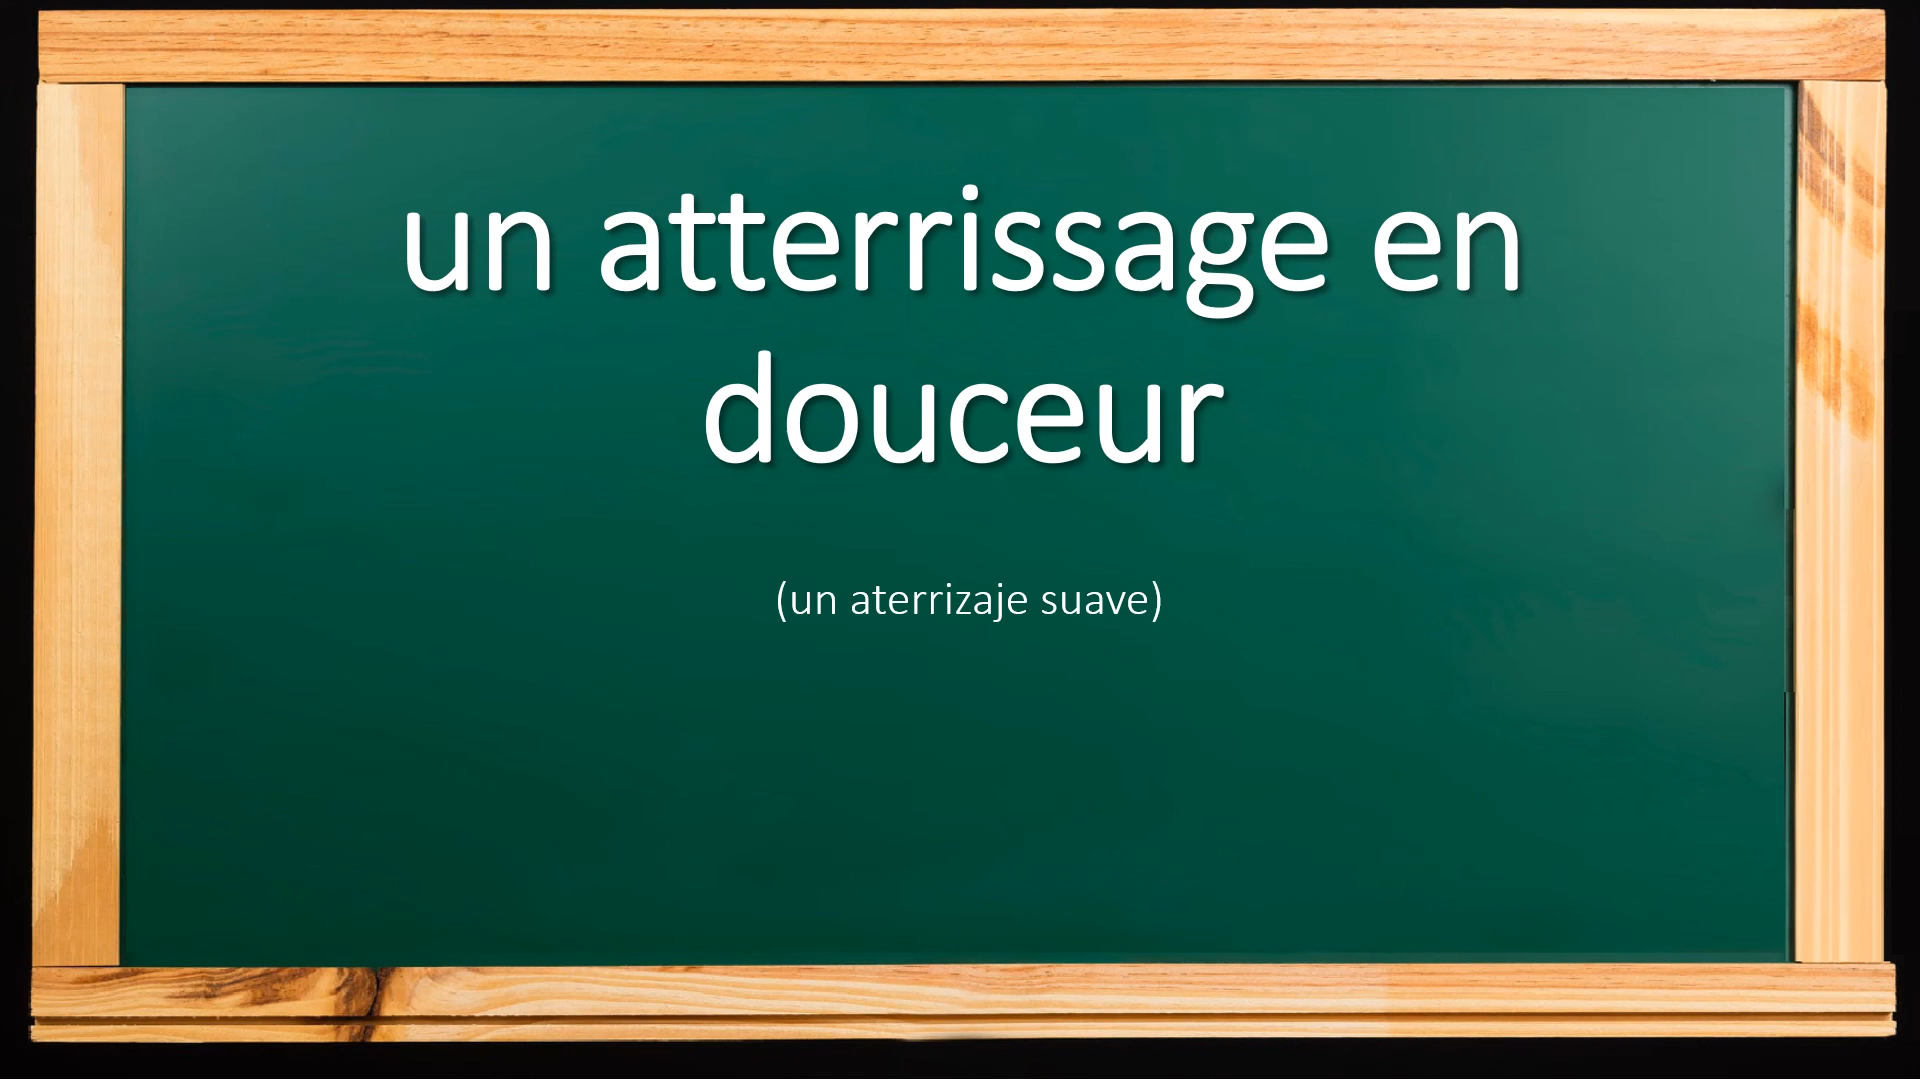 un atterrissage en
douceur
(un aterrizaje suave)